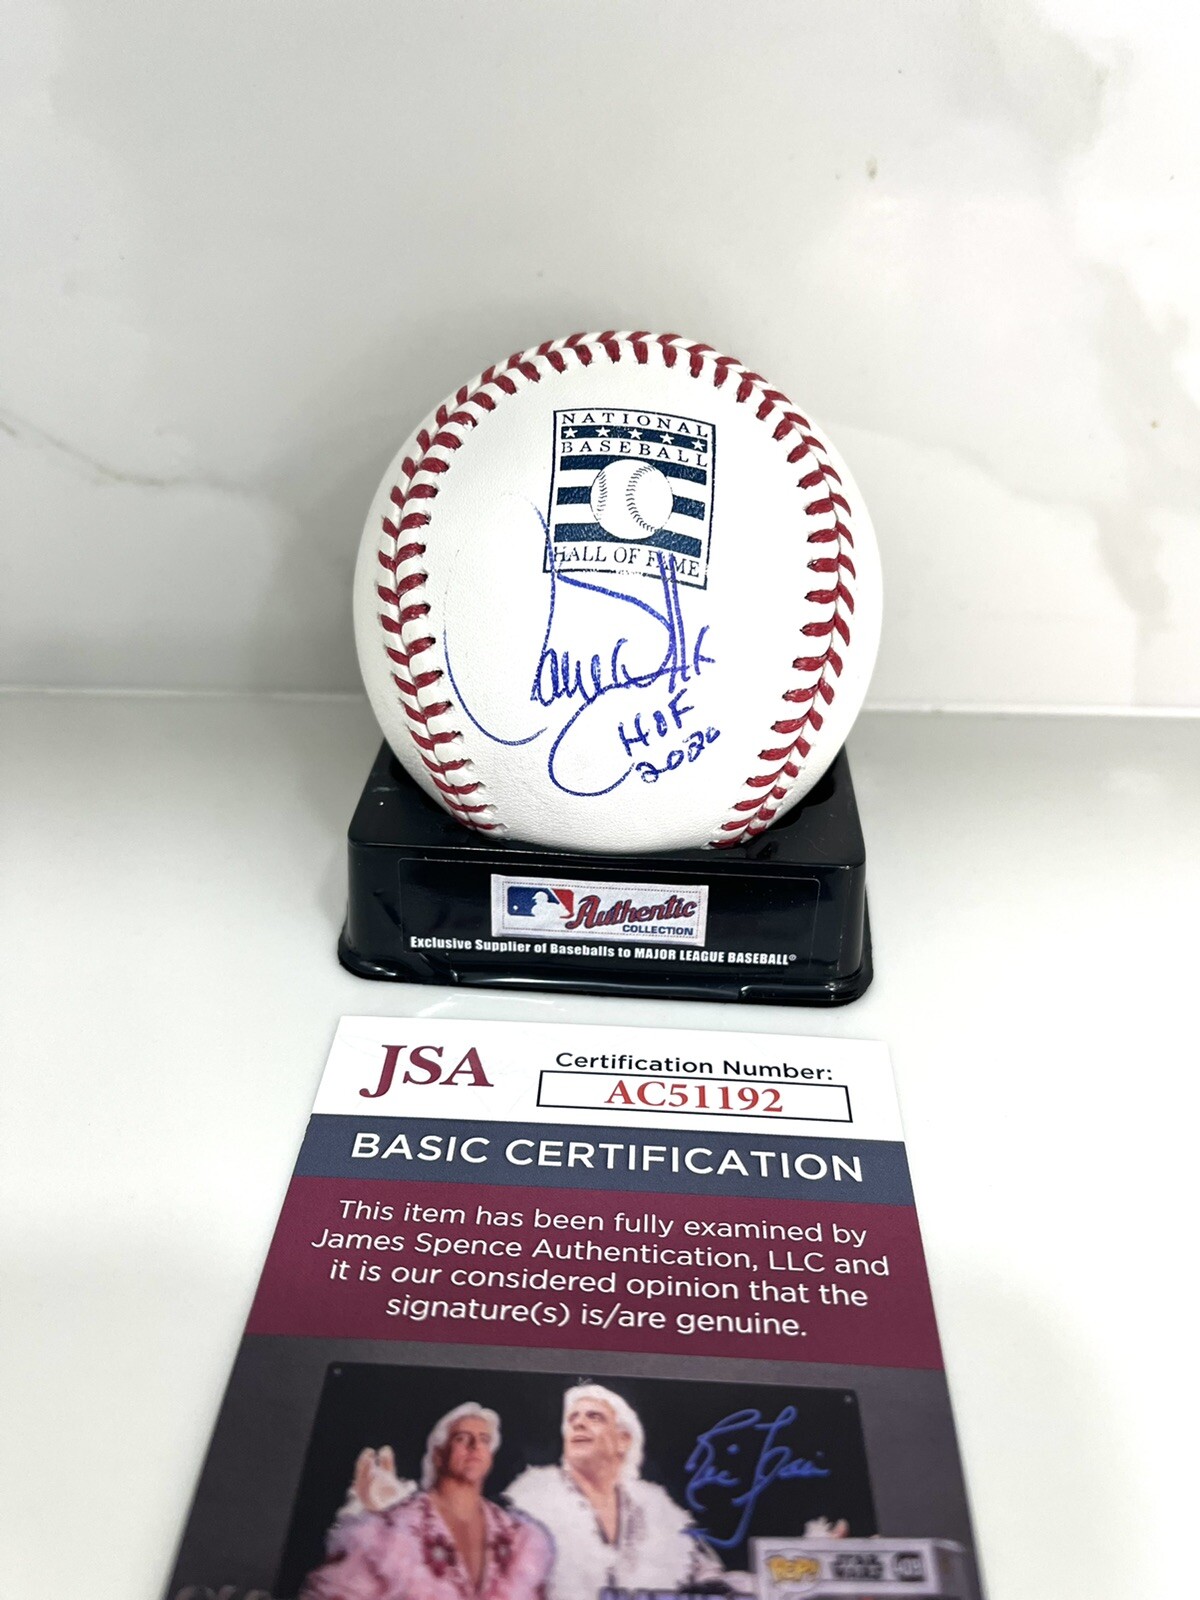 NATIONAL
BASEBALL
HALL OF FAME
HOF
2020
Authentic
COLLECTION
Exclusive Supplier of Baseballs to MAJOR LEAGUE BASEBALL®
JSA
Certification Number:
AC51192
BASIC CERTIFICATION
This item has been fully examined by
James Spence Authentication, LLC and
it is our considered opinion that the
signature(s) is/are genuine.
POP!